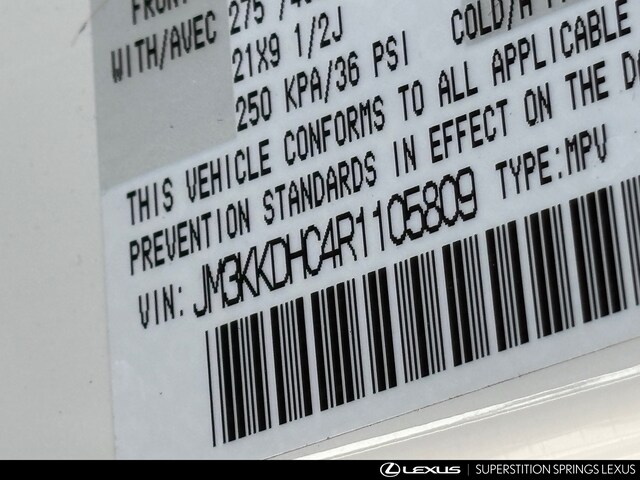 FRONT
WITH/AVEC
275
21X9 1/2J
250 KPA/36 PSI
THIS VEHICLE CONFORMS TO ALL APPLICABLE
PREVENTION STANDARDS IN EFFECT ON THE
VIN: JM3KKDHC4R1105809 TYPE:MPV
LEXUS | SUPERSTITION SPRINGS LEXUS